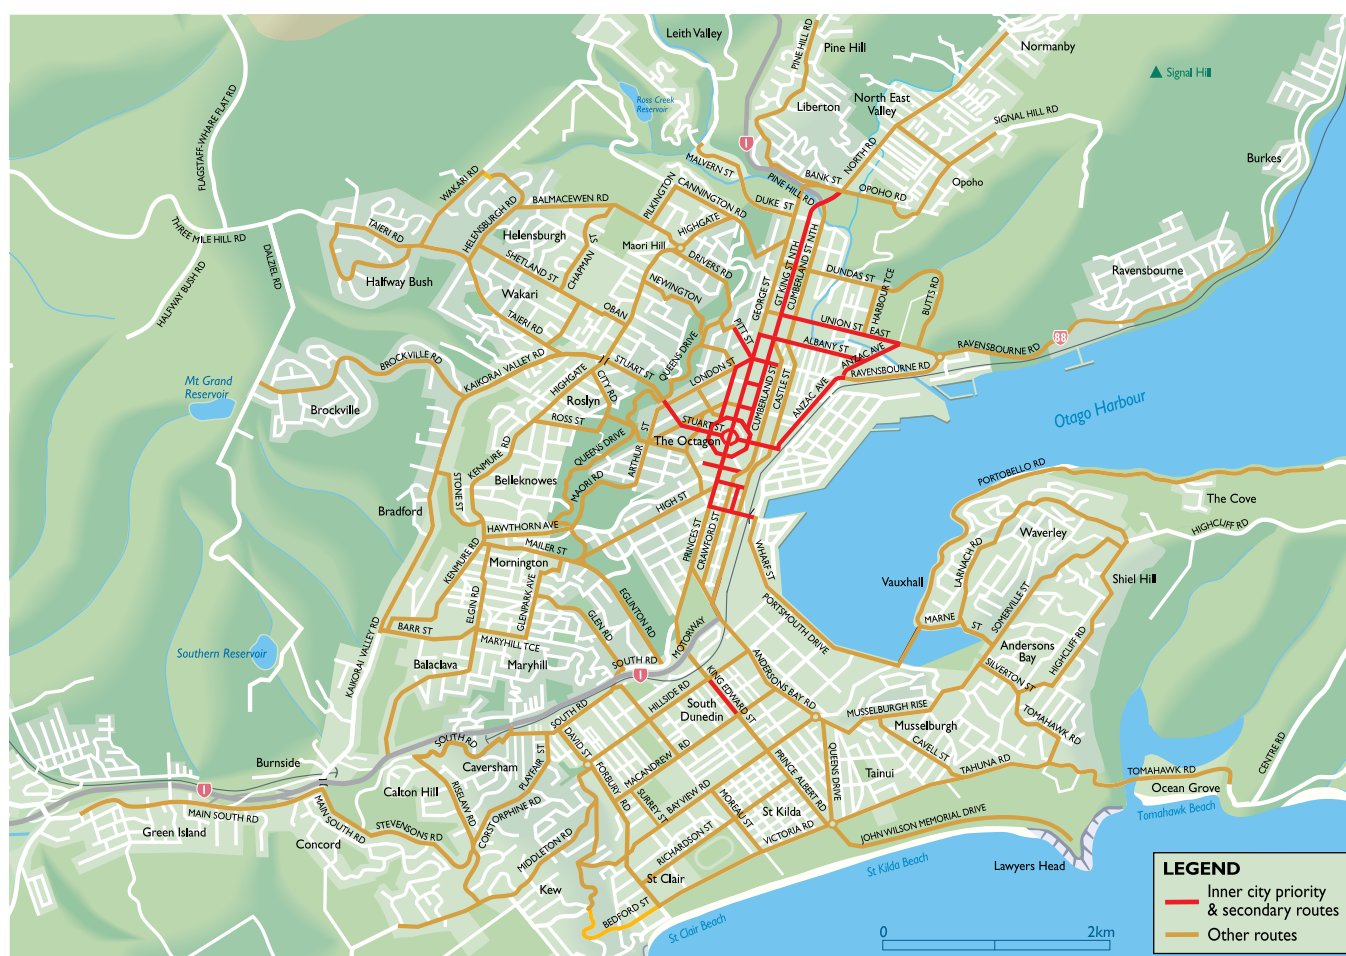 Leith Valley
PINE HILL RD
Pine Hill
Normanby
Signal Hill
Ross Creek
Reservoir
Liberton
North East
Valley
SIGNAL HILL RD
FLAGSTAFF-WHARE FLAT RD
1
NORTH RD
Burkes
MALVERN ST
BANK ST
WAKARI RD
PILKINGTON
CANNINGTON RD
PINE HILL RD
OPOHO RD
Opoho
BALMACEWEN RD
DUKE ST
THREE MILE HILL RD
TAIERI RD
HELENSBURGH RD
Helensburgh
CHAPMAN ST
HIGHGATE
Maori Hill
GT KING ST NTH
CUMBERLAND ST NTH
DALZIEL RD
SHETLAND ST
DRIVERS RD
DUNDAS ST
HARBOUR TCE
BUTTS RD
Ravensbourne
HALFWAY BUSH RD
Halfway Bush
Wakari
NEWINGTON
GEORGE ST
OBAN
TAIERI RD
PITT ST
UNION ST EAST
88
BROCKVILLE RD
KAIKORAI VALLEY RD
STUART ST
QUEENS DRIVE
ALBANY ST
ANZAC AVE
RAVENSBOURNE RD
LONDON ST
RAVENSBOURNE RD
Mt Grand
Reservoir
HIGHGATE
CITY RD
CUMBERLAND ST
CASTLE ST
ANZAC AVE
Otago Harbour
Brockville
Roslyn
ROSS ST
STUART ST
The Octagon
KENMURE RD
QUEENS DRIVE
ARTHUR ST
STONE ST
Belleknowes
MAORI RD
PORTOBELLO RD
HIGH ST
The Cove
Bradford
HAWTHORN AVE
PRINCES ST
CRAWFORD ST
HIGHCLIFF RD
KENMURE RD
MAILER ST
WHARF ST
LARNACH RD
Waverley
Mornington
Vauxhall
Shiel Hill
ELGIN RD
GLENPARK AVE
EGLINTON RD
GLEN RD
PORTSMOUTH DRIVE
MARNE ST
SOMERVILLE ST
BARR ST
MARYHILL TCE
MOTORWAY
Andersons
Bay
HIGHCLIFF RD
Southern Reservoir
KAIKORAI VALLEY RD
Balaclava
Maryhill
SOUTH RD
1
ANDERSONS BAY RD
SILVERTON ST
HILLSIDE RD
KING EDWARD ST
South
Dunedin
MUSSELBURGH RISE
TOMAHAWK RD
SOUTH RD
SOUTH RD
DAVID ST
Musselburgh
CAVELL ST
Burnside
Caversham
PLAYFAIR ST
FORBURY RD
MACANDREW RD
PRINCE ALBERT RD
QUEENS DRIVE
Tainui
TAHUNA RD
TOMAHAWK RD
CENTRE RD
1
Calton Hill
RISELAW RD
SURREY ST
BAYVIEW RD
MOREAU ST
St Kilda
Ocean Grove
MAIN SOUTH RD
MAIN SOUTH RD
CORSTORPHINE RD
Tomahawk Beach
Green Island
STEVENSONS RD
MIDDLETON RD
RICHARDSON ST
VICTORIA RD
JOHN WILSON MEMORIAL DRIVE
Concord
St Kilda Beach
Lawyers Head
Kew
St Clair
BEDFORD ST
St Clair Beach
0
2km
LEGEND
Inner city priority
& secondary routes
Other routes